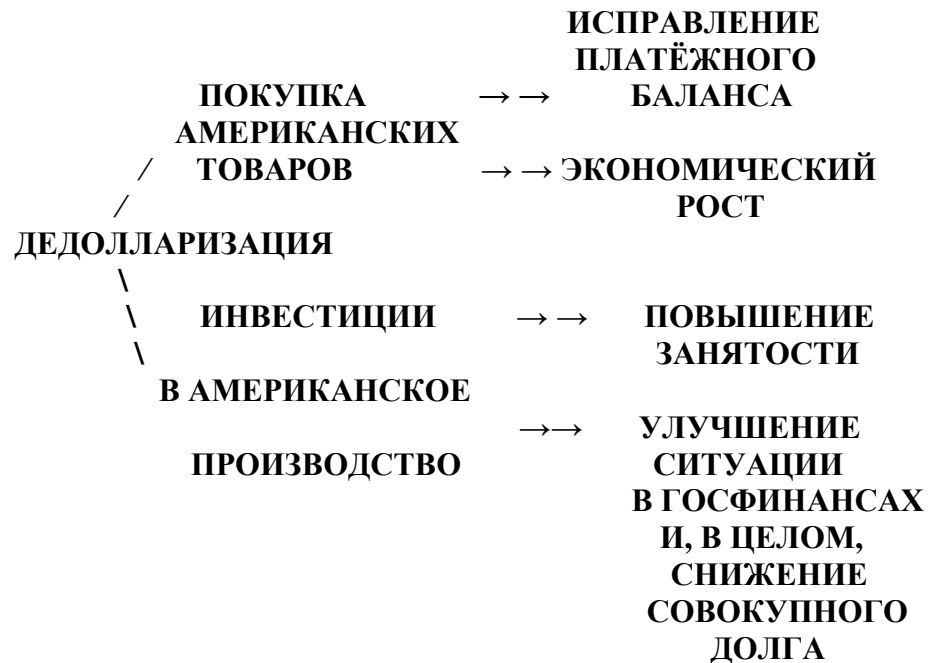 ИСПРАВЛЕНИЕ
ПЛАТЁЖНОГО
ПОКУПКА → → БАЛАНСА
АМЕРИКАНСКИХ
/ ТОВАРОВ → → ЭКОНОМИЧЕСКИЙ
/ РОСТ
ДЕДОЛЛАРИЗАЦИЯ
\
\ ИНВЕСТИЦИИ → → ПОВЫШЕНИЕ
\ ЗАНЯТОСТИ
В АМЕРИКАНСКОЕ
→→ УЛУЧШЕНИЕ
ПРОИЗВОДСТВО СИТУАЦИИ
В ГОСФИНАНСАХ
И, В ЦЕЛОМ,
СНИЖЕНИЕ
СОВОКУПНОГО
ДОЛГА